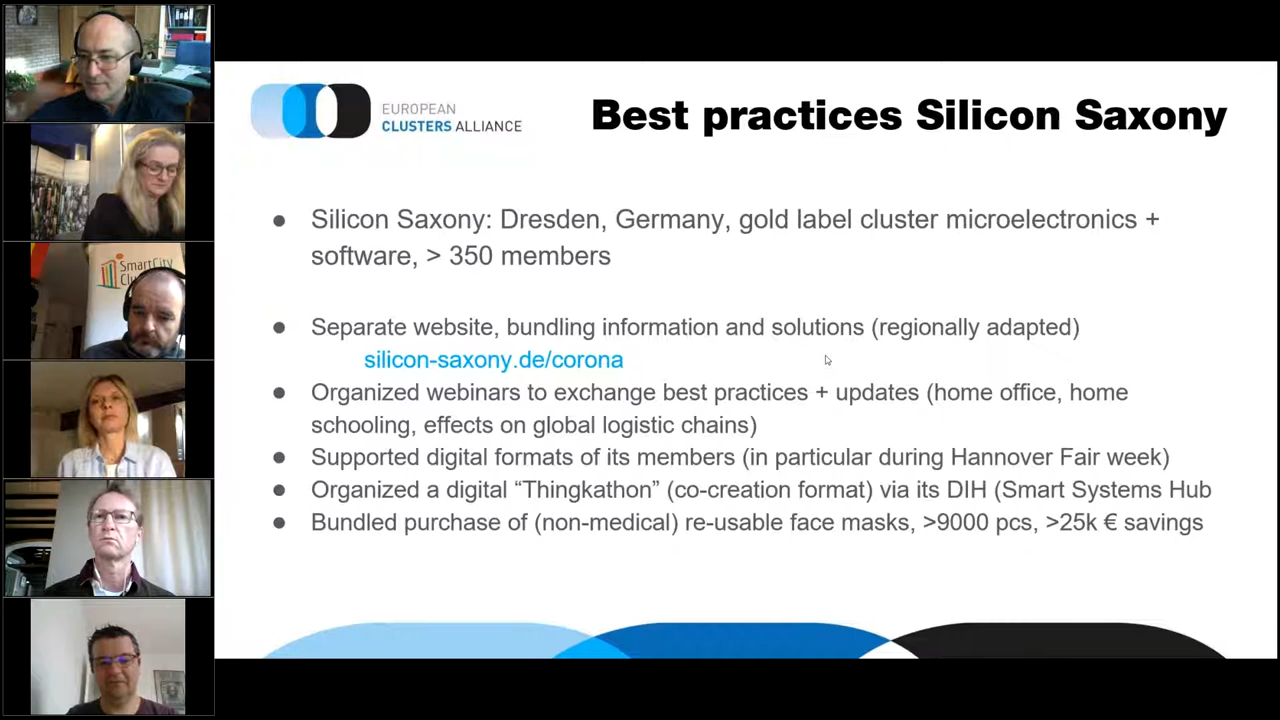 EUROPEAN
CLUSTERS ALLIANCE
Best practices Silicon Saxony
● Silicon Saxony: Dresden, Germany, gold label cluster microelectronics +
software, > 350 members
● Separate website, bundling information and solutions (regionally adapted)
silicon-saxony.de/corona
● Organized webinars to exchange best practices + updates (home office, home
schooling, effects on global logistic chains)
● Supported digital formats of its members (in particular during Hannover Fair week)
● Organized a digital “Thingkathon” (co-creation format) via its DIH (Smart Systems Hub
● Bundled purchase of (non-medical) re-usable face masks, >9000 pcs, >25k € savings
SmartCity